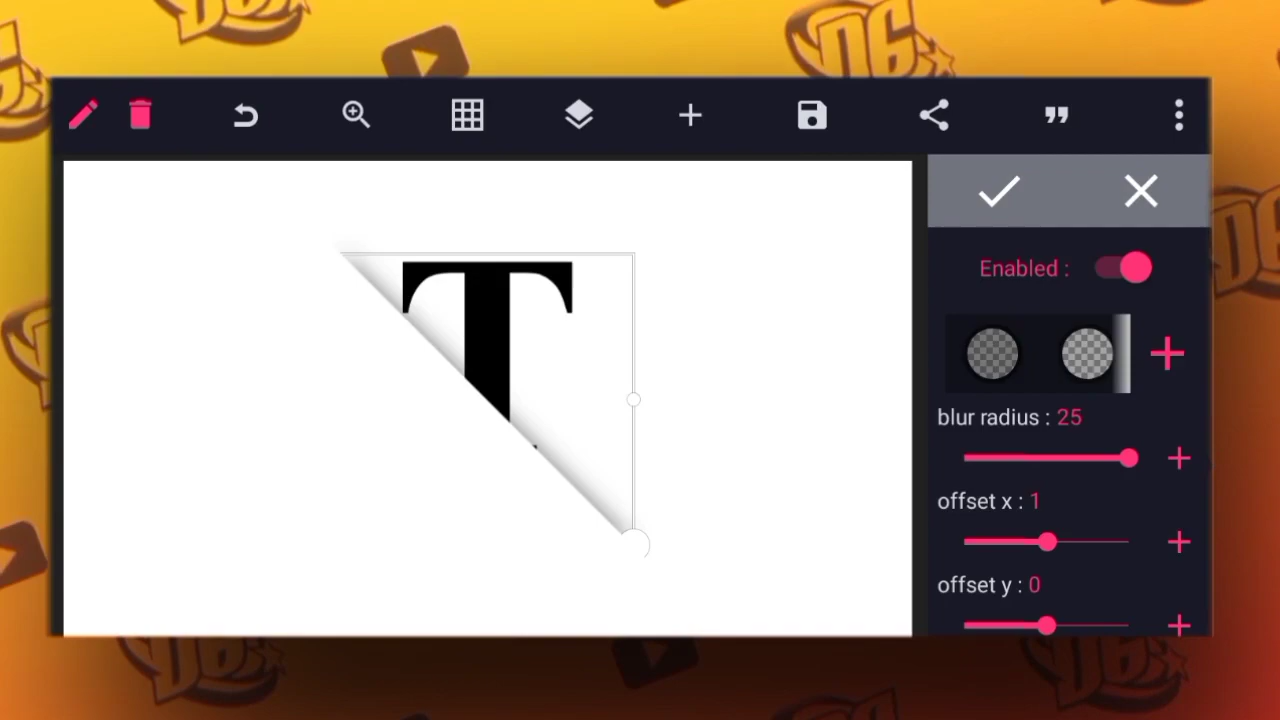 T
Enabled :
blur radius : 25
offset x : 1
offset y : 0